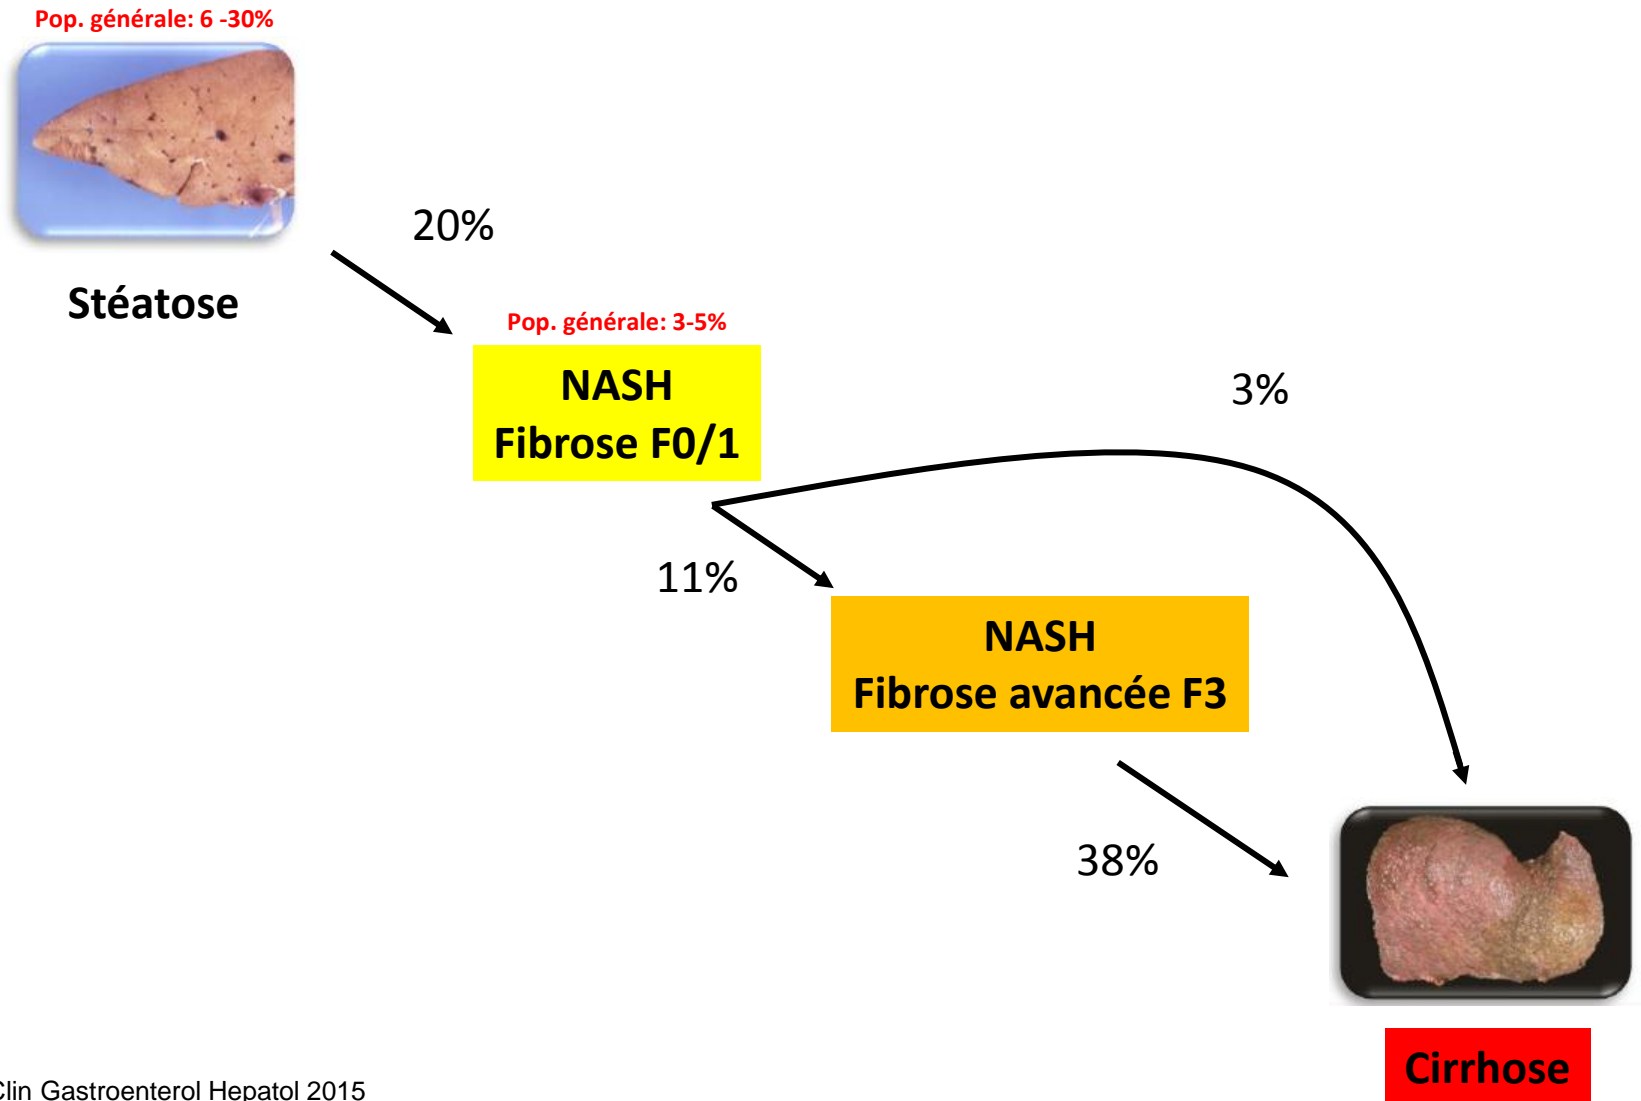 Pop. générale: 6 -30%
20%
Stéatose
Pop. générale: 3-5%
NASH
Fibrose F0/1
3%
11%
NASH
Fibrose avancée F3
38%
Cirrhose
Clin Gastroenterol Hepatol 2015